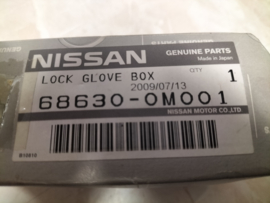 NISSAN
GENUINE PARTS
Made in Japan
LOCK GLOVE BOX
QTY
2009/07/13
1
68630-0M001
NISSAN MOTOR CO.,LTD.